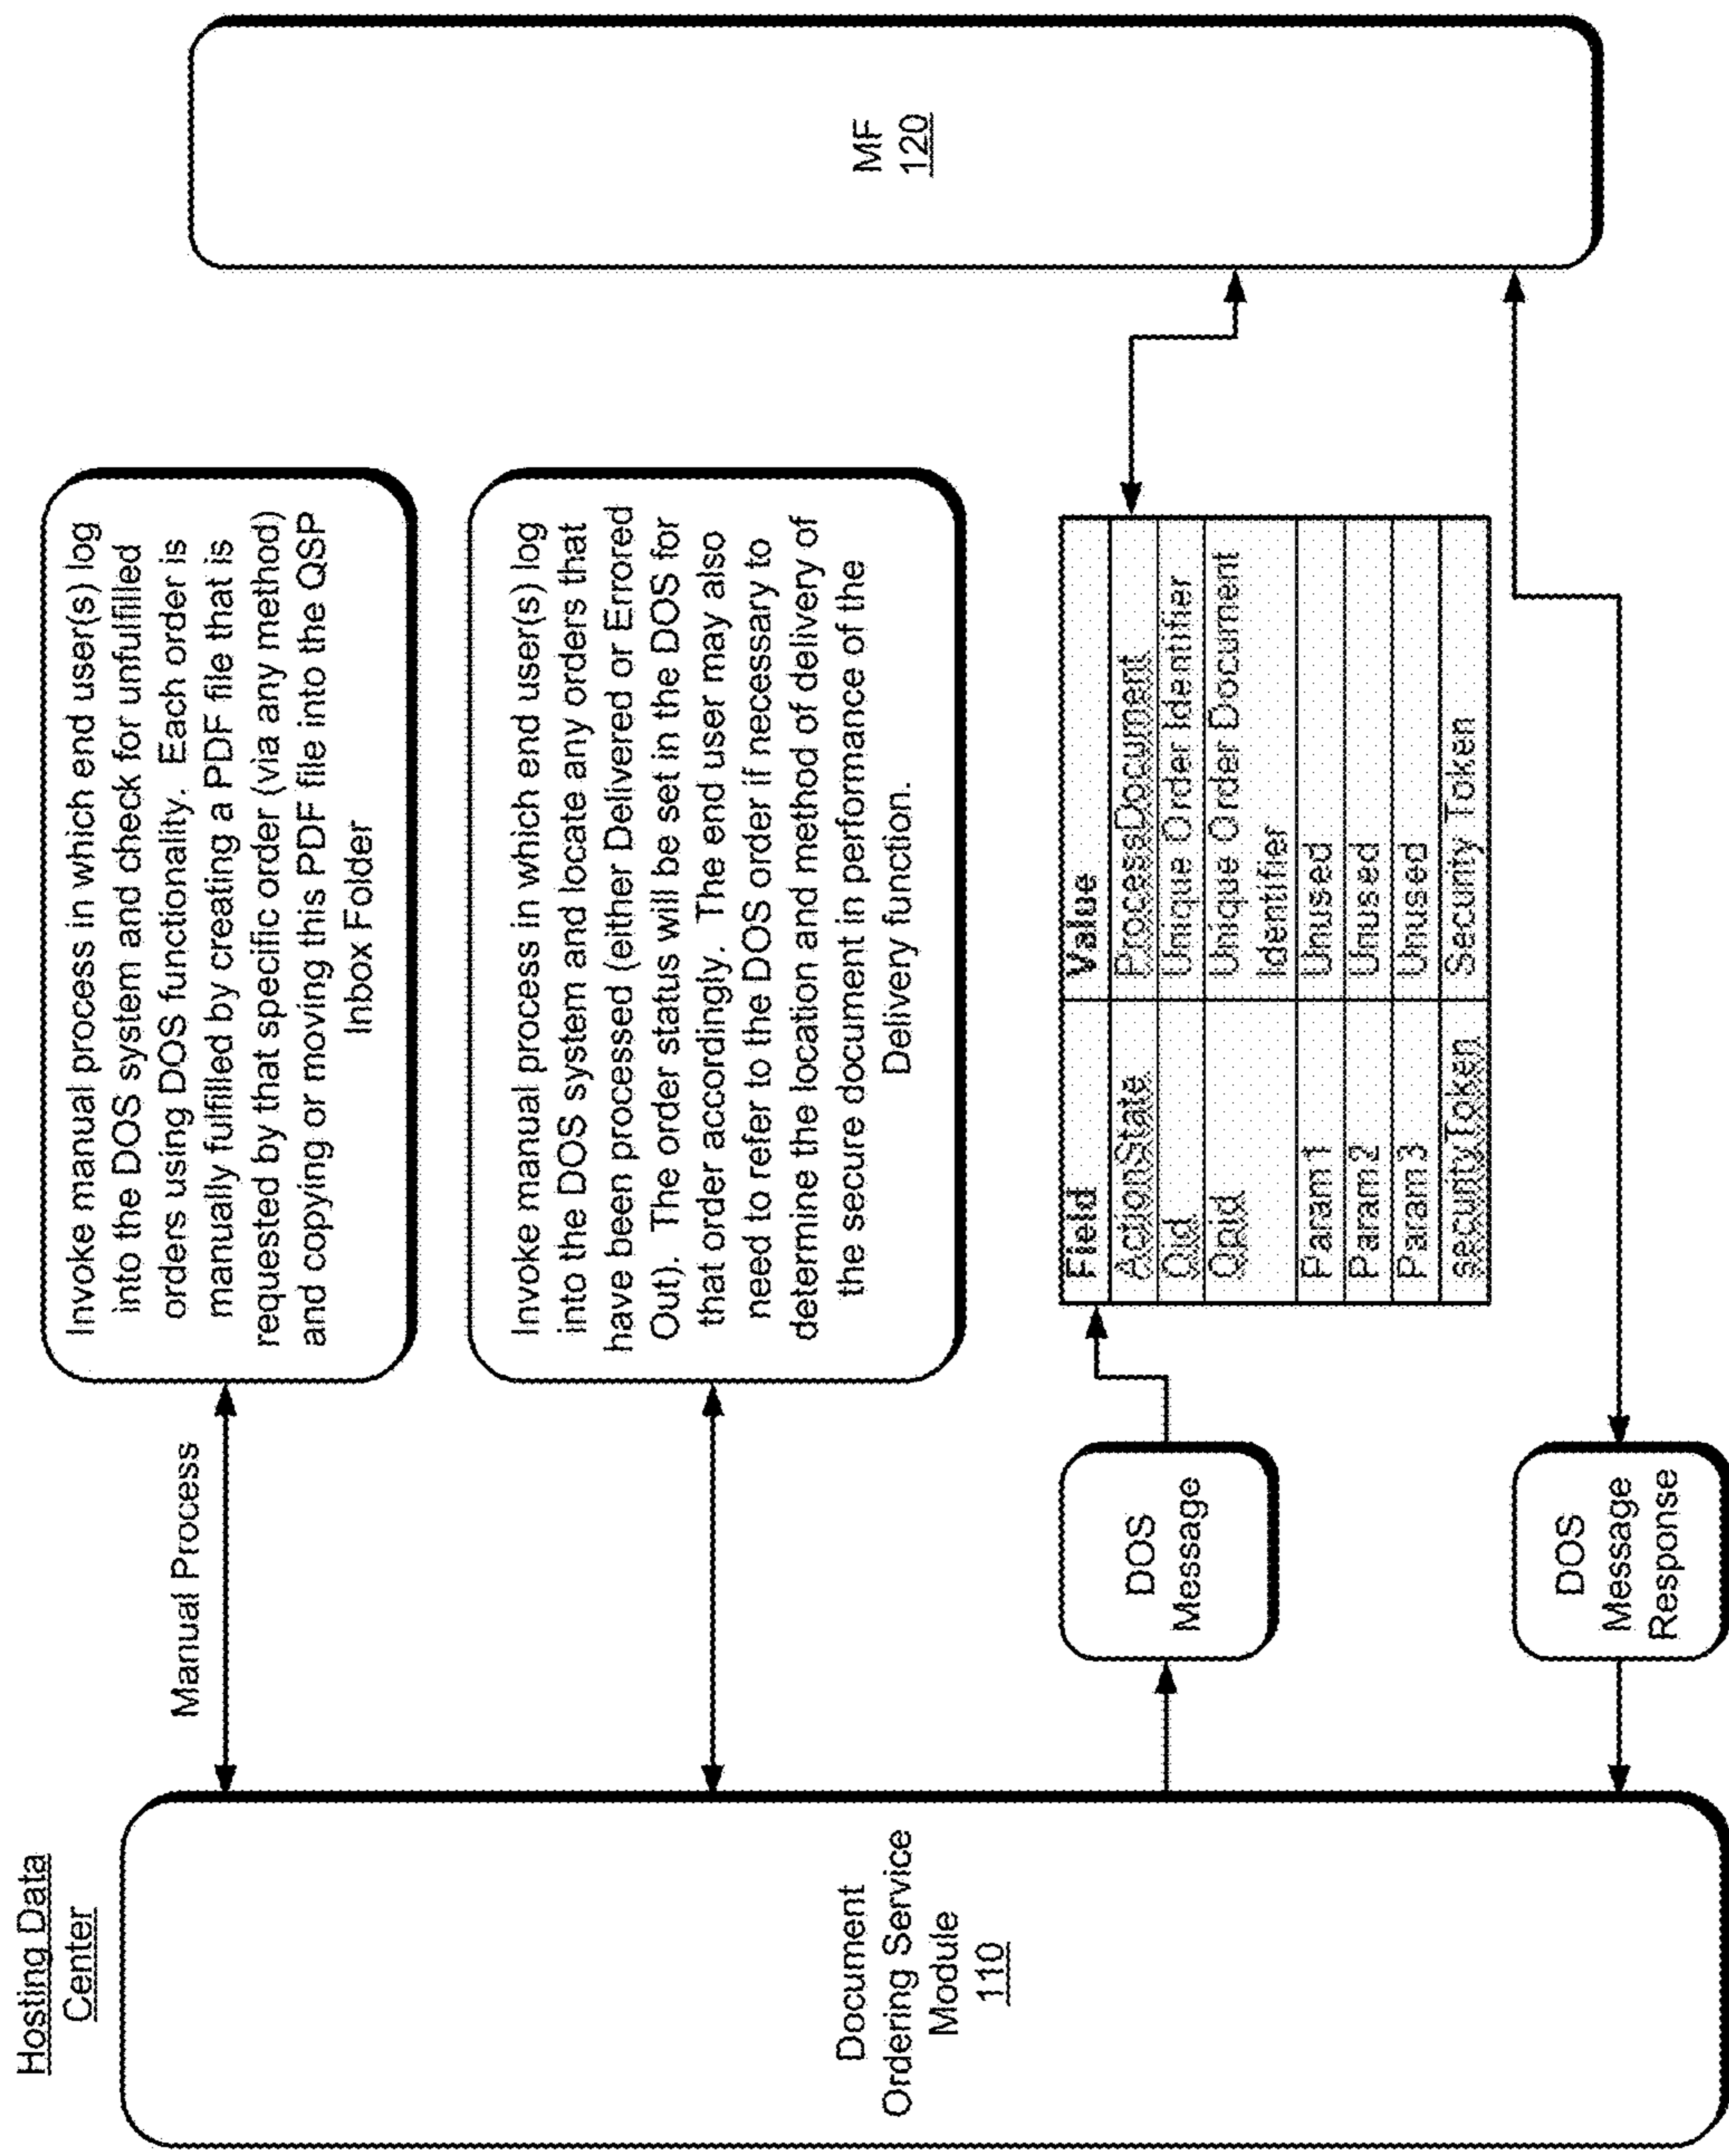 Hosting Data
Center
Document
Ordering Service
Module
110
Manual Process
Invoke manual process in which end user(s) log
into the DOS system and check for unfulfilled
orders using DOS functionality. Each order is
manually fulfilled by creating a PDF file that is
requested by that specific order (via any method)
and copying or moving this PDF file into the QSP
Inbox Folder
Invoke manual process in which end user(s) log
into the DOS system and locate any orders that
have been processed (either Delivered or Errored
Out). The order status will be set in the DOS for
that order accordingly. The end user may also
need to refer to the DOS order if necessary to
determine the location and method of delivery of
the secure document in performance of the
Delivery function.
DOS
Message
Field Value
ActionState ProcessDocument
Oid Unique Order Identifier
Opid Unique Order Document
Identifier
Param1 Unused
Param2 Unused
Param3 Unused
securityToken Security Token
DOS
Message
Response
MF
120